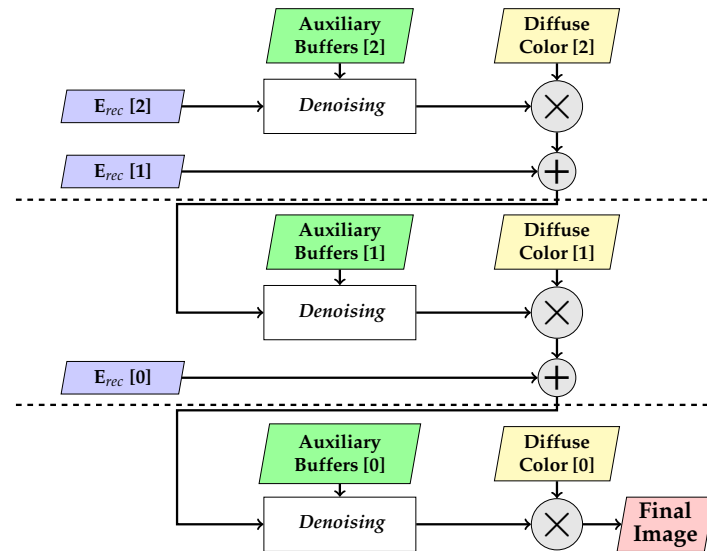 Auxiliary
Buffers [2]
Diffuse
Color [2]
E_rec [2]
Denoising
×
E_rec [1]
+
Auxiliary
Buffers [1]
Diffuse
Color [1]
Denoising
×
E_rec [0]
+
Auxiliary
Buffers [0]
Diffuse
Color [0]
Denoising
×
Final
Image